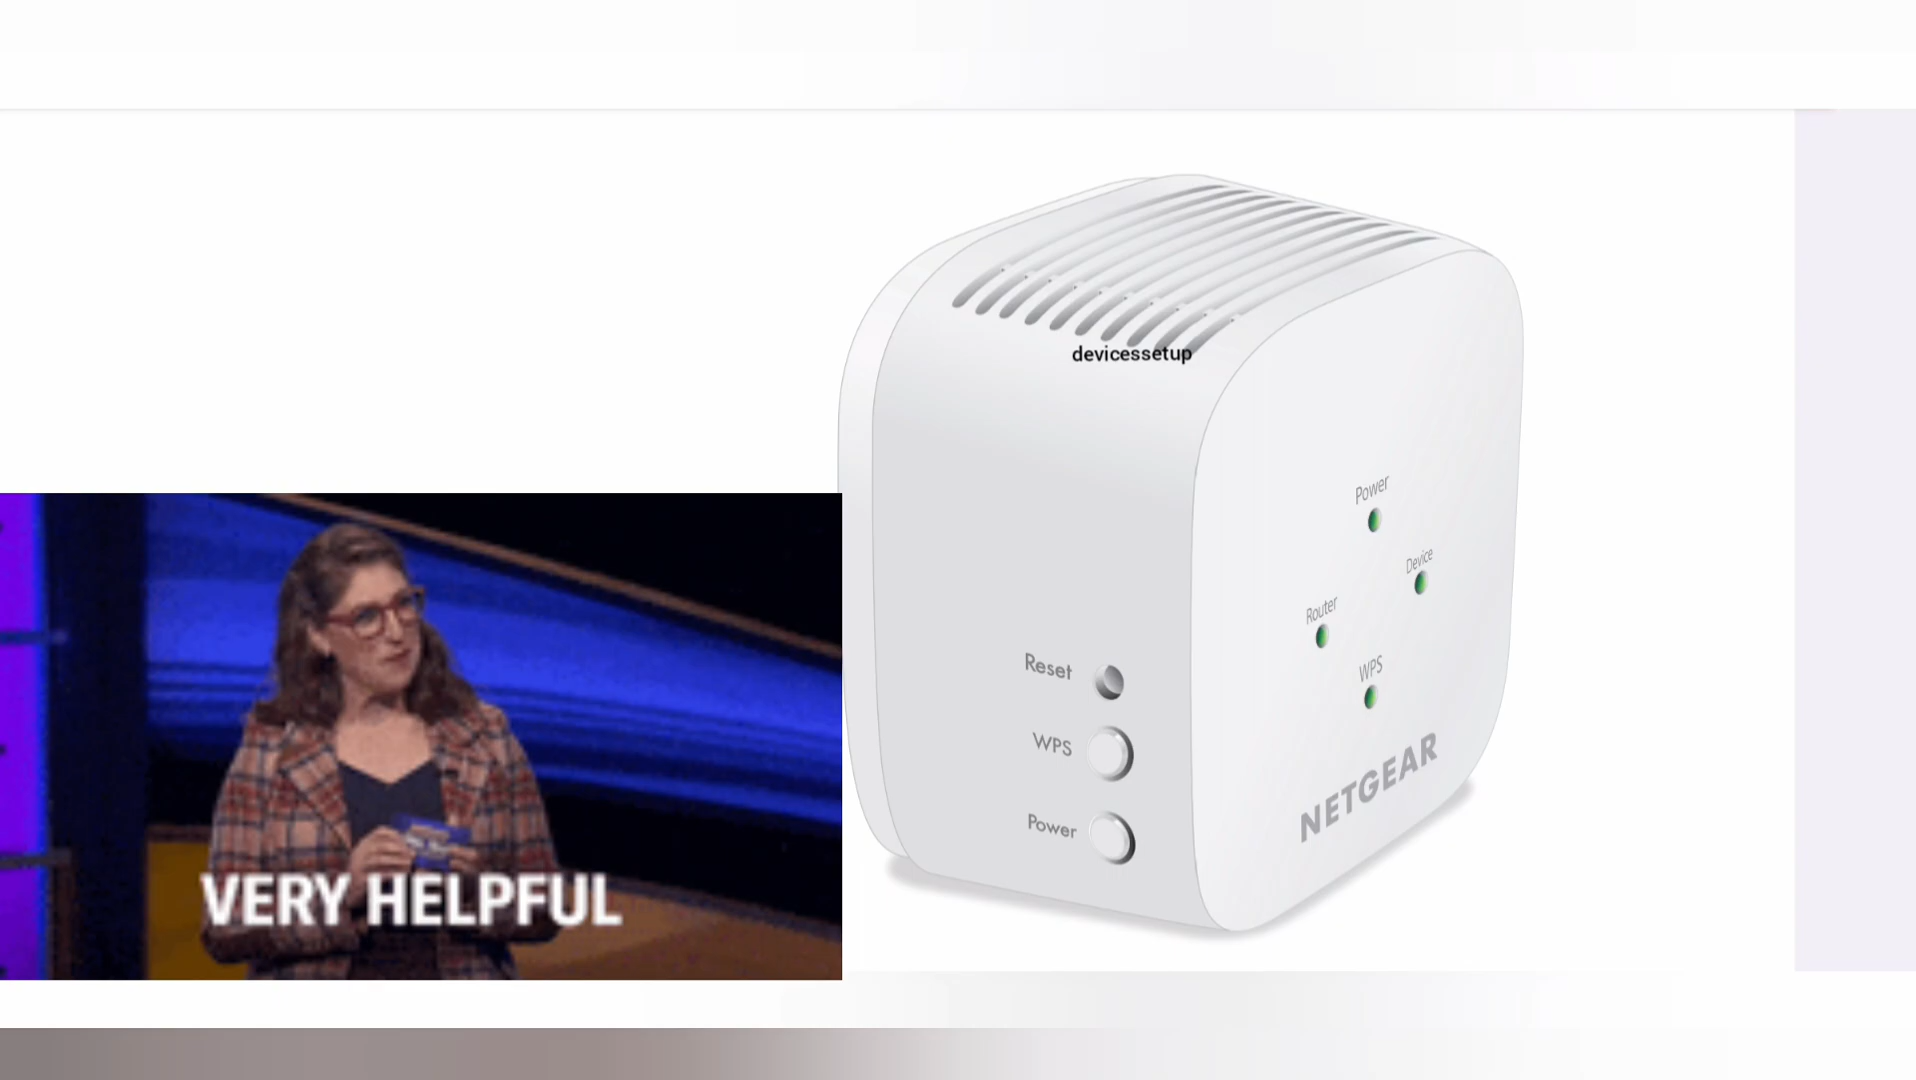 devicessetup
Power
Device
Router
WPS
Reset
WPS
Power
NETGEAR
VERY HELPFUL